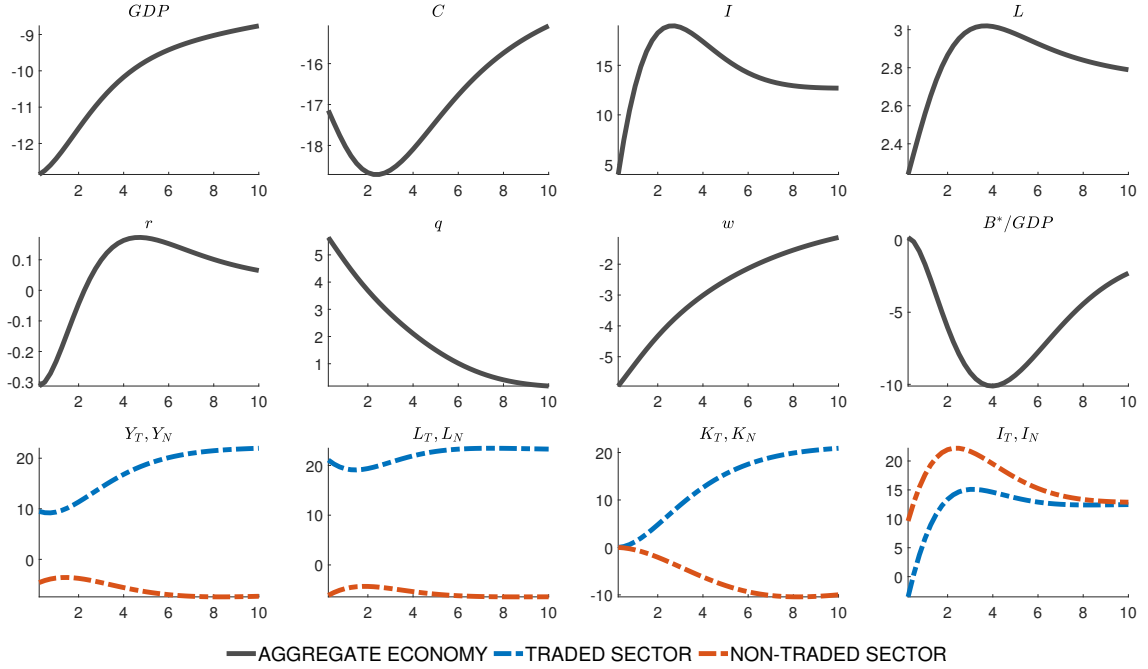 GDP C I L
-9 -10 -11 -12
-16 -17 -18
15 10 5
3 2.8 2.6 2.4
2 4 6 8 10 2 4 6 8 10 2 4 6 8 10 2 4 6 8 10
r q w B*/GDP
0.1 0 -0.1 -0.2 -0.3
5 4 3 2 1
-2 -3 -4 -5
0 -5 -10
2 4 6 8 10 2 4 6 8 10 2 4 6 8 10 2 4 6 8 10
Y_T, Y_N L_T, L_N K_T, K_N I_T, I_N
20 10 0
20 10 0
20 10 0 -10
20 15 10 5 0
2 4 6 8 10 2 4 6 8 10 2 4 6 8 10 2 4 6 8 10
AGGREGATE ECONOMY TRADED SECTOR NON-TRADED SECTOR